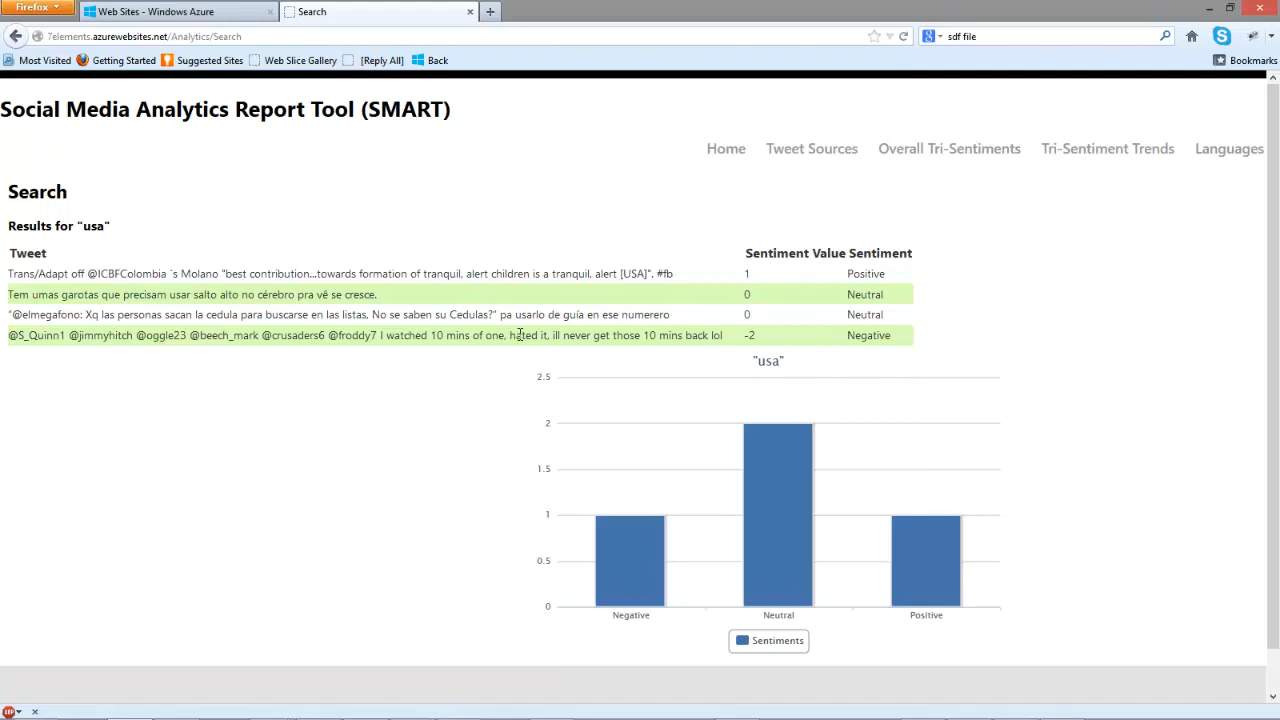 Firefox
Web Sites - Windows Azure
Search
7elements.azurewebsites.net/Analytics/Search
sdf file
Most Visited
Getting Started
Suggested Sites
Web Slice Gallery
[Reply All]
Back
Bookmarks
Social Media Analytics Report Tool (SMART)
Home Tweet Sources Overall Tri-Sentiments Tri-Sentiment Trends Languages
Search
Results for "usa"
Tweet Sentiment Value Sentiment
Trans/Adapt off @ICBFColombia ´s Molano "best contribution...towards formation of tranquil, alert children is a tranquil, alert [USA]". #fb 1 Positive
Tem umas garotas que precisam usar salto alto no cérebro pra vê se cresce. 0 Neutral
"@elmegafono: Xq las personas sacan la cedula para buscarse en las listas, No se saben su Cedulas?" pa usarlo de guía en ese numerero 0 Neutral
@S_Quinn1 @jimmyhitch @oggle23 @beech_mark @crusaders6 @froddy7 I watched 10 mins of one, hated it, ill never get those 10 mins back lol -2 Negative
"usa"
2.5
2
1.5
1
0.5
0
Negative Neutral Positive
Sentiments